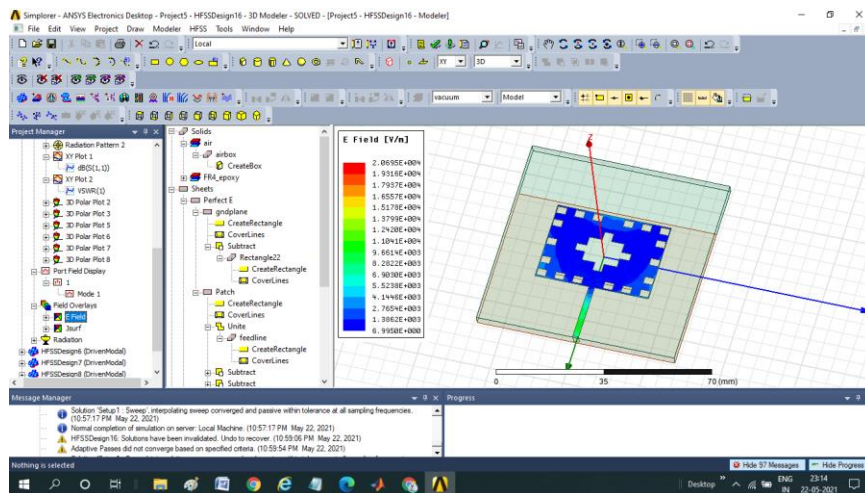 Simplorer - ANSYS Electronics Desktop - Project5 - HFSSDesign16 - 3D Modeler - SOLVED - [Project5 - HFSSDesign16 - Modeler]
File Edit View Project Draw Modeler HFSS Tools Window Help
Local
XY 3D
vacuum Model
Project Manager
Radiation Pattern 2
XY Plot 1
dB(S(1,1))
XY Plot 2
VSWR(1)
3D Polar Plot 2
3D Polar Plot 3
3D Polar Plot 5
3D Polar Plot 6
3D Polar Plot 7
3D Polar Plot 8
Port Field Display
1
Mode 1
Field Overlays
E Field
Jsurf
Radiation
HFSSDesign6 (DrivenModal)
HFSSDesign7 (DrivenModal)
HFSSDesign8 (DrivenModal)
Solids
air
airbox
CreateBox
FR4_epoxy
Sheets
Perfect E
gndplane
CreateRectangle
CoverLines
Subtract
Rectangle22
CreateRectangle
CoverLines
Patch
CreateRectangle
CoverLines
Unite
feedline
CreateRectangle
CoverLines
Subtract
Subtract
E Field [V/m]
2.0695E+004
1.9316E+004
1.7937E+004
1.6557E+004
1.5178E+004
1.3799E+004
1.2420E+004
1.1041E+004
9.6614E+003
8.2822E+003
6.9030E+003
5.5238E+003
4.1446E+003
2.7654E+003
1.3862E+003
6.9950E+000
Z
0 35 70 (mm)
Message Manager
Solution 'Setup1 : Sweep', interpolating sweep converged and passive within tolerance at all sampling frequencies.
(10:57:17 PM May 22, 2021)
Normal completion of simulation on server: Local Machine. (10:57:17 PM May 22, 2021)
HFSSDesign16: Solutions have been invalidated. Undo to recover. (10:59:06 PM May 22, 2021)
Adaptive Passes did not converge based on specified criteria. (10:59:54 PM May 22, 2021)
Progress
Nothing is selected
Hide 97 Messages Hide Progress
Desktop
ENG
IN
23:14
22-05-2021